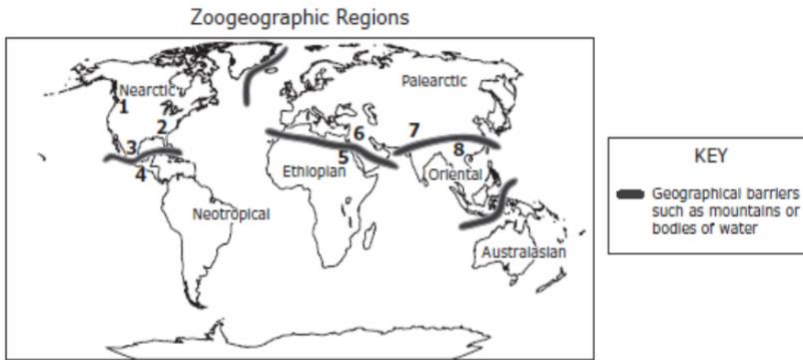 Zoogeographic Regions
Nearctic
Palearctic
1
2
3
4
5
6
7
8
Ethiopian
Oriental
Neotropical
Australasian
KEY
Geographical barriers
such as mountains or
bodies of water